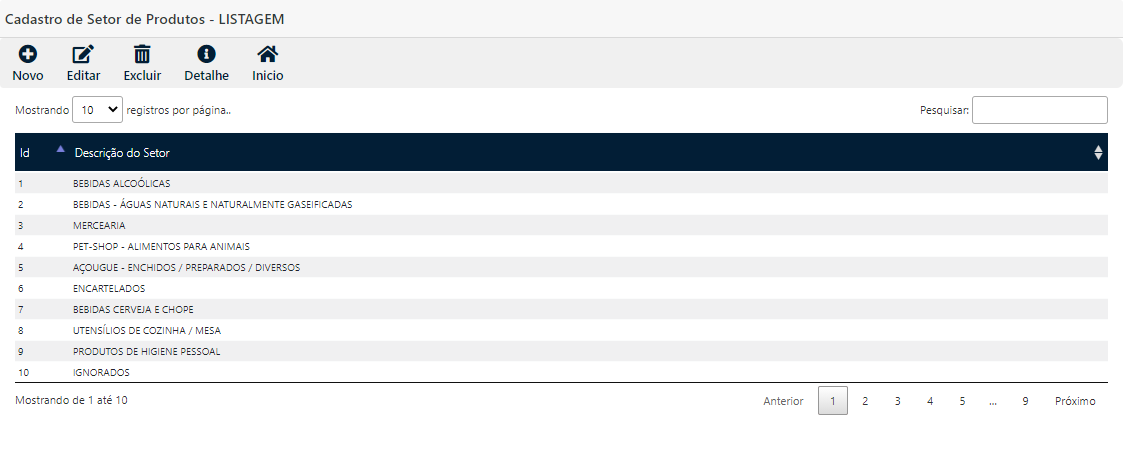 Cadastro de Setor de Produtos - LISTAGEM
Novo Editar Excluir Detalhe Inicio
Mostrando 10 registros por página.. Pesquisar:
Id Descrição do Setor
1 BEBIDAS ALCOÓLICAS
2 BEBIDAS - ÁGUAS NATURAIS E NATURALMENTE GASEIFICADAS
3 MERCEARIA
4 PET-SHOP - ALIMENTOS PARA ANIMAIS
5 AÇOUGUE - ENCHIDOS / PREPARADOS / DIVERSOS
6 ENCARTELADOS
7 BEBIDAS CERVEJA E CHOPE
8 UTENSÍLIOS DE COZINHA / MESA
9 PRODUTOS DE HIGIENE PESSOAL
10 IGNORADOS
Mostrando de 1 até 10 Anterior 1 2 3 4 5 ... 9 Próximo